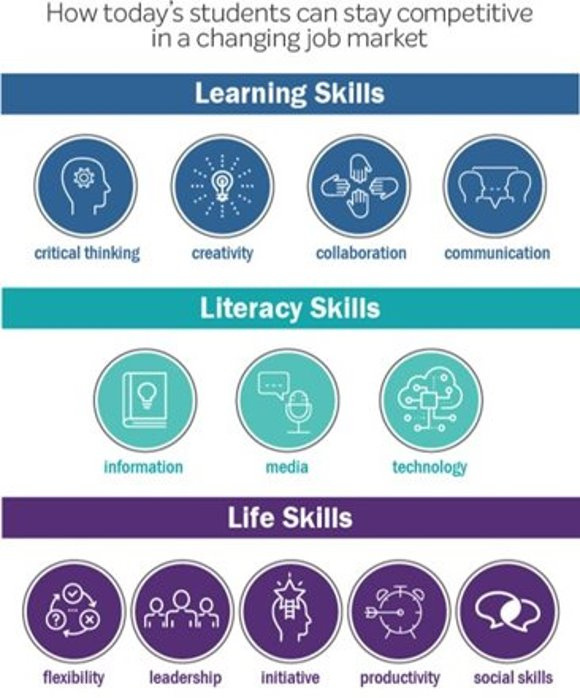 How today's students can stay competitive
in a changing job market
Learning Skills
critical thinking
creativity
collaboration
communication
Literacy Skills
information
media
technology
Life Skills
flexibility
leadership
initiative
productivity
social skills